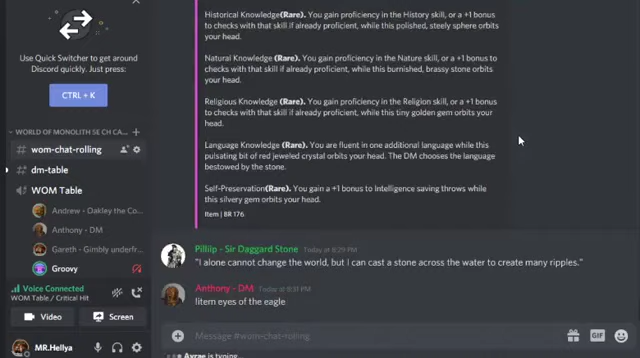 Use Quick Switcher to get around
Discord quickly. Just press:
CTRL + K
WORLD OF MONOLITH SE CH CA...
wom-chat-rolling
dm-table
WOM Table
Andrew - Oakley the Co...
Anthony - DM
Gareth - Gimbly underfr...
Groovy
Voice Connected
WOM Table / Critical Hit
Video
Screen
MR.Hellya
Historical Knowledge(Rare). You gain proficiency in the History skill, or a +1 bonus
to checks with that skill if already proficient, while this polished, steely sphere orbits
your head.
Natural Knowledge (Rare). You gain proficiency in the Nature skill, or a +1 bonus to
checks with that skill if already proficient, while this burnished, brassy stone orbits
your head.
Religious Knowledge (Rare). You gain proficiency in the Religion skill, or a +1 bonus
to checks with that skill if already proficient, while this tiny golden gem orbits your
head.
Language Knowledge (Rare). You are fluent in one additional language while this
pulsating bit of red jeweled crystal orbits your head. The DM chooses the language
bestowed by the stone.
Self-Preservation(Rare). You gain a +1 bonus to Intelligence saving throws while
this silvery gem orbits your head.
Item | BR 176
Pilliip - Sir Daggard Stone Today at 8:29 PM
"I alone cannot change the world, but I can cast a stone across the water to create many ripples."
Anthony - DM Today at 8:31 PM
!item eyes of the eagle
Message #wom-chat-rolling
GIF
Avrae is typing...